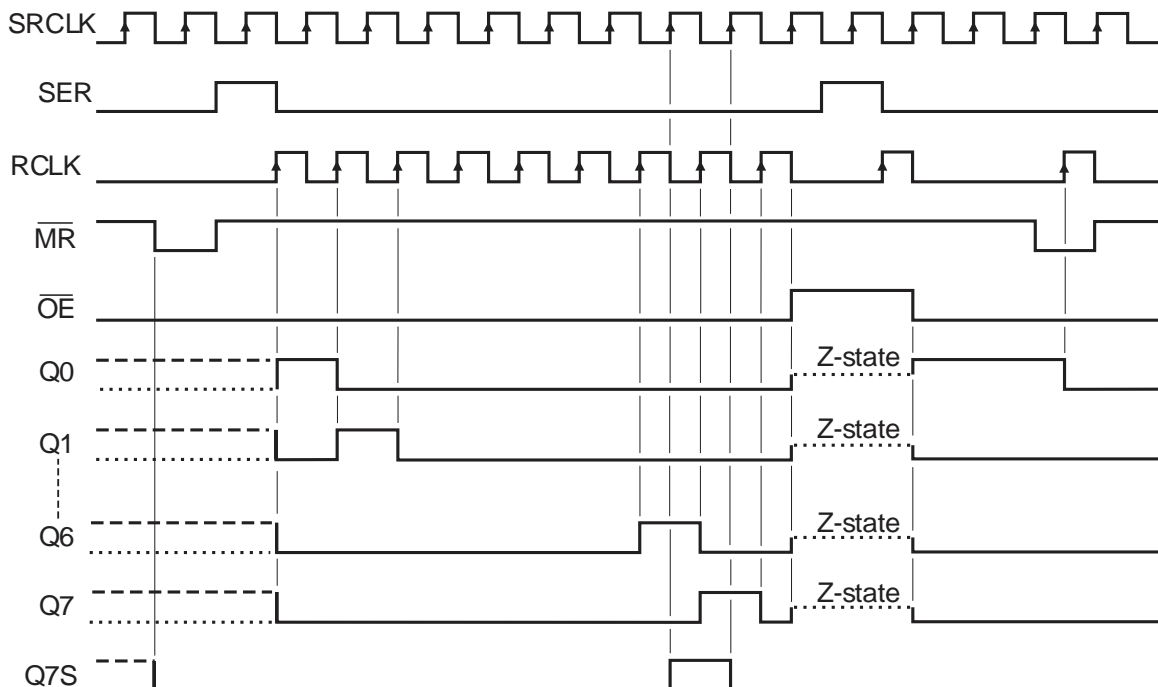 SRCLK
SER
RCLK
MR
OE
Q0 Z-state
Q1 Z-state
Q6 Z-state
Q7 Z-state
Q7S